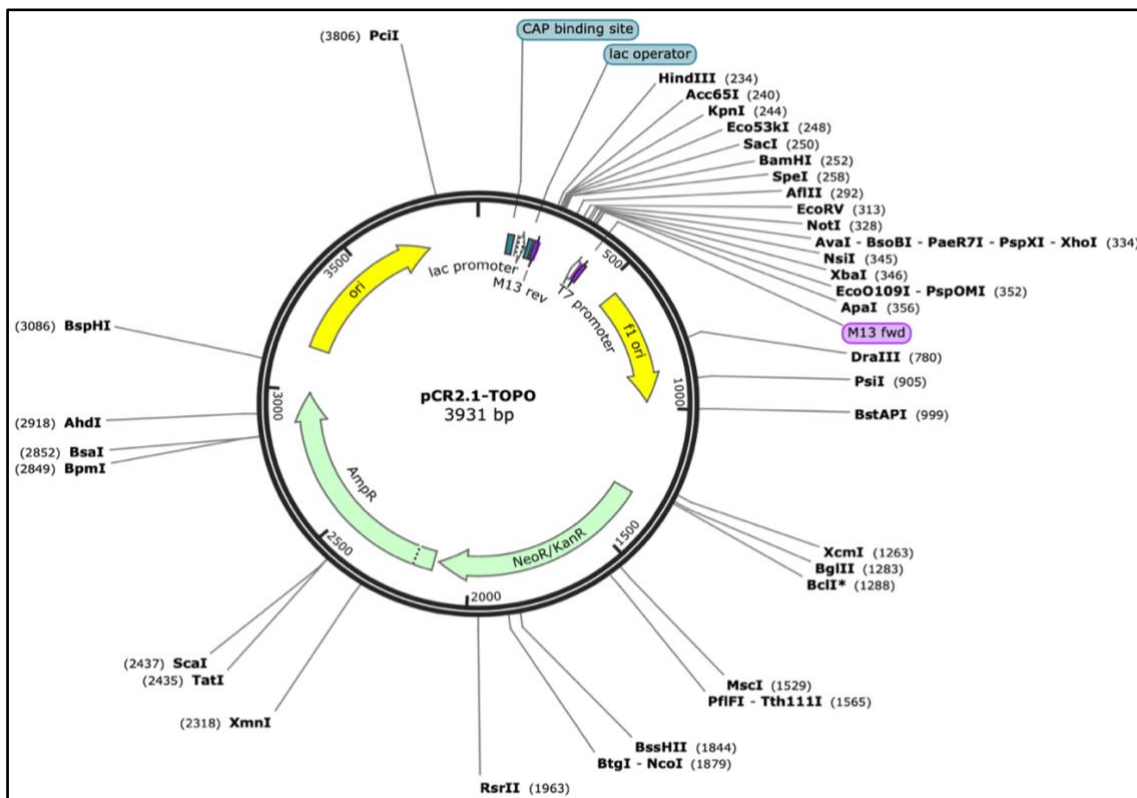 CAP binding site
lac operator
(3806) PciI
HindIII (234)
Acc65I (240)
KpnI (244)
Eco53kI (248)
SacI (250)
BamHI (252)
SpeI (258)
AflII (292)
EcoRV (313)
NotI (328)
AvaI - BsoBI - PaeR7I - PspXI - XhoI (334)
NsiI (345)
XbaI (346)
EcoO109I - PspOMI (352)
ApaI (356)
M13 fwd
DraIII (780)
PsiI (905)
BstAPI (999)
XcmI (1263)
BglII (1283)
BclI* (1288)
MscI (1529)
PflFI - Tth111I (1565)
BssHII (1844)
BtgI - NcoI (1879)
RsrII (1963)
(2318) XmnI
(2435) TatI
(2437) ScaI
(2849) BpmI
(2852) BsaI
(2918) AhdI
(3086) BspHI
lac promoter
M13 rev
T7 promoter
f1 ori
ori
500
1000
1500
2000
2500
3000
3500
pCR2.1-TOPO
3931 bp
AmpR
NeoR/KanR